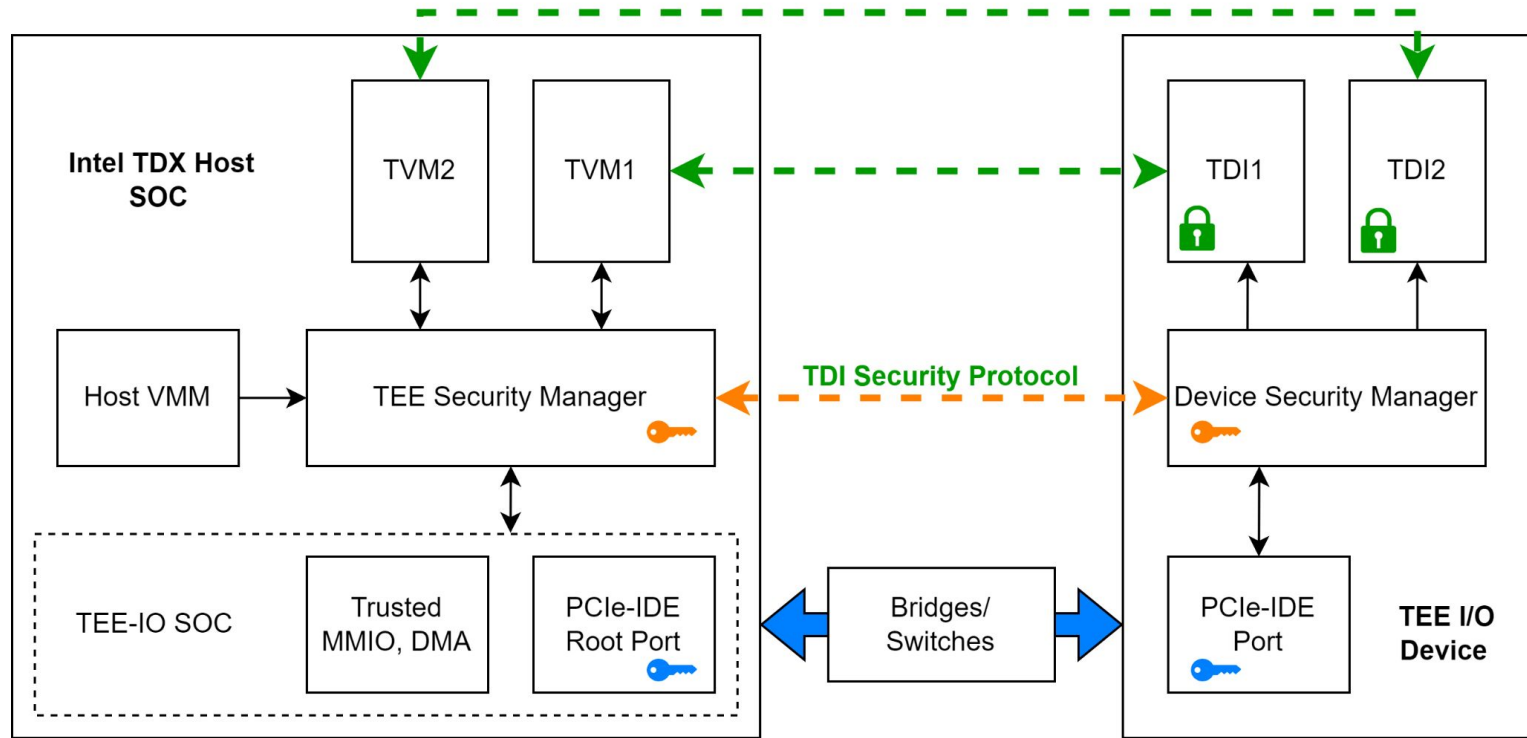 Intel TDX Host
SOC
TVM2
TVM1
TDI1
TDI2
Host VMM
TEE Security Manager
TDI Security Protocol
Device Security Manager
TEE-IO SOC
Trusted
MMIO, DMA
PCIe-IDE
Root Port
Bridges/
Switches
PCIe-IDE
Port
TEE I/O
Device